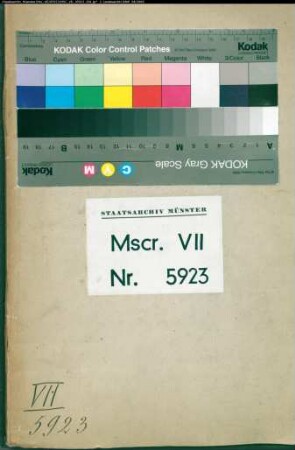 KODAK Color Control Patches
Kodak
Blue Cyan Green Yellow Red Magenta White 3/Color Black
KODAK Gray Scale
Kodak
C Y M
STAATSARCHIV MÜNSTER
Mscr. VII
Nr. 5923
VII
5923